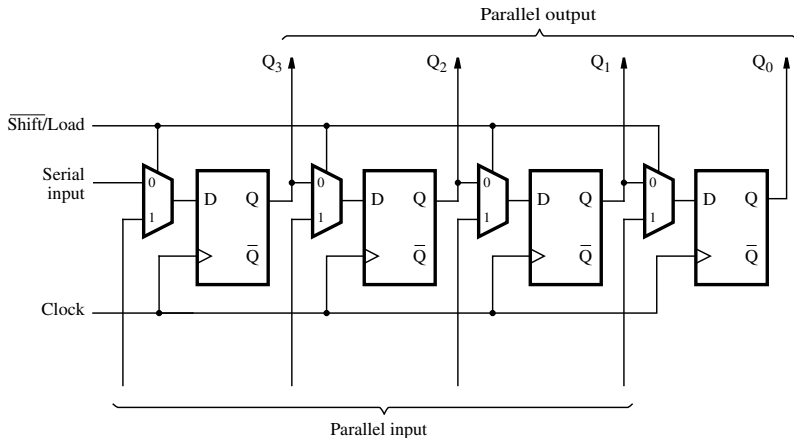 Parallel output
Q3 Q2 Q1 Q0
Shift/Load
Serial
input
0 D Q 0 D Q 0 D Q 0 D Q
1 1 1 1
Q Q Q Q
Clock
Parallel input